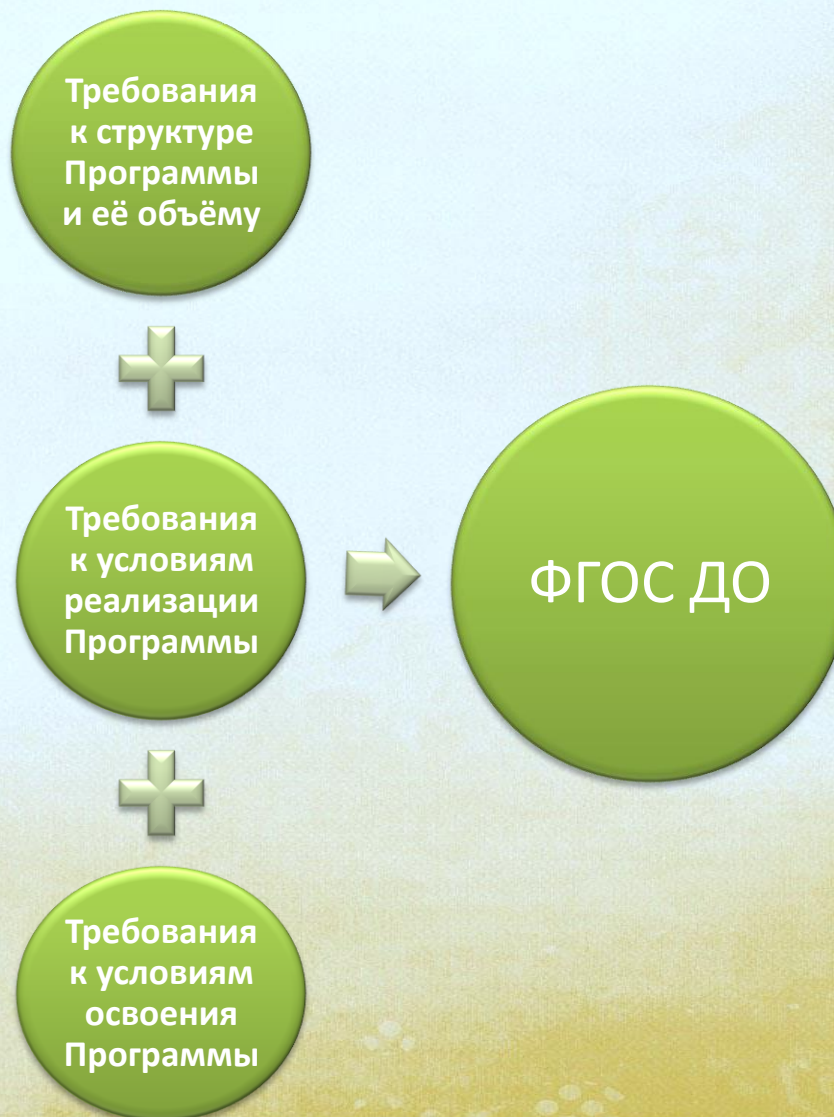 Требования
к структуре
Программы
и её объёму
Требования
к условиям
реализации
Программы
ФГОС ДО
Требования
к условиям
освоения
Программы